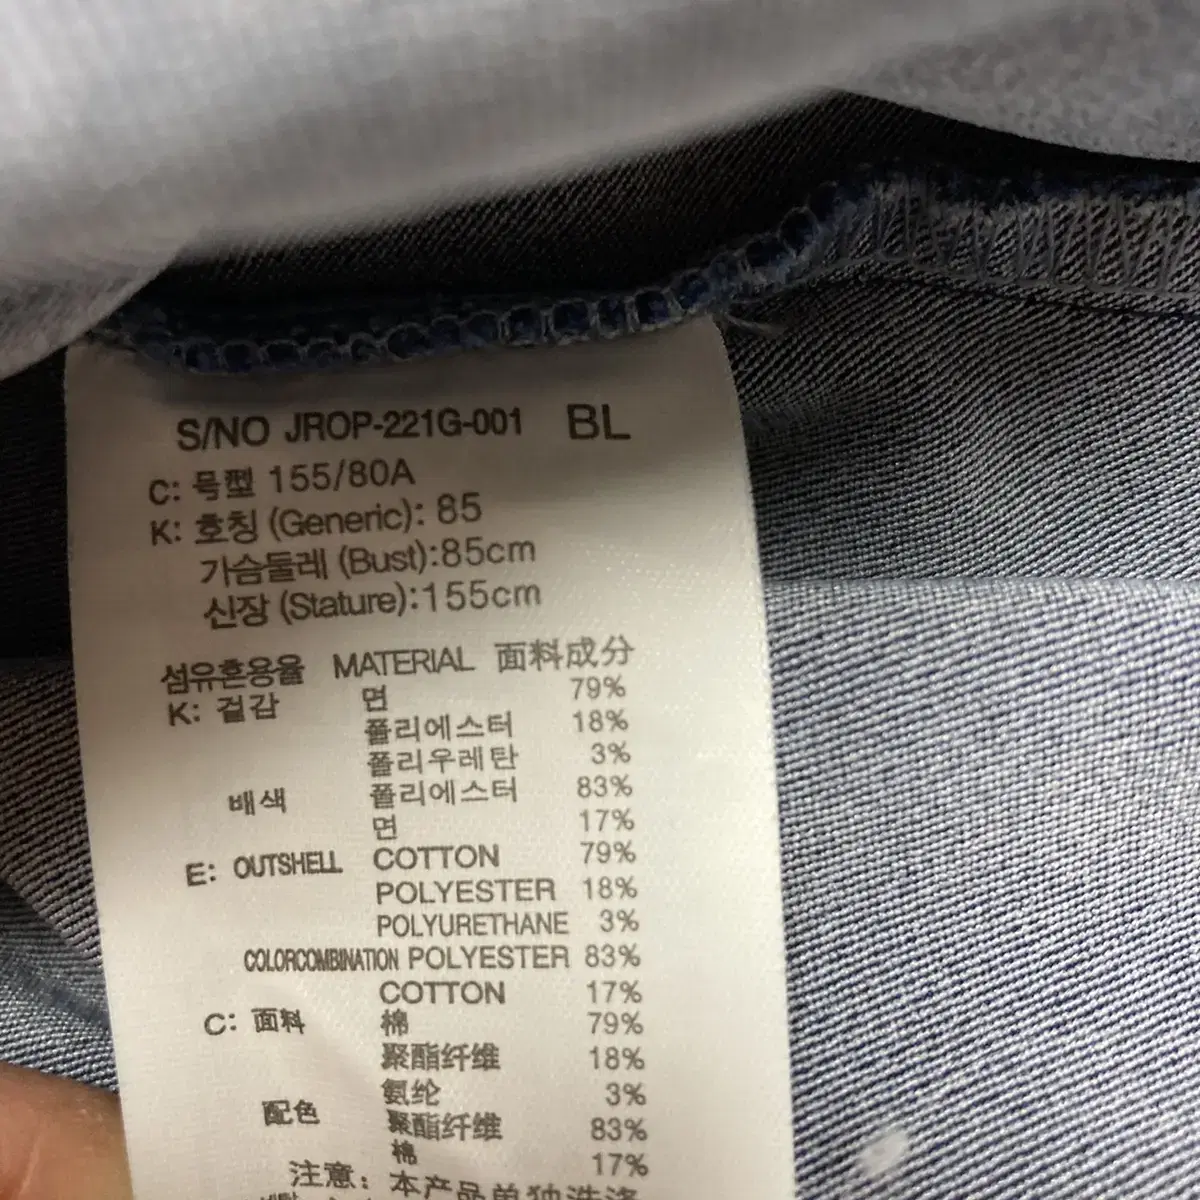 S/NO JROP-221G-001 BL
C: 号型 155/80A
K: 호칭 (Generic): 85
가슴둘레 (Bust):85cm
신장 (Stature):155cm
섬유혼용율 MATERIAL 面料成分
K: 겉감 면 79%
폴리에스터 18%
폴리우레탄 3%
배색 폴리에스터 83%
면 17%
E: OUTSHELL COTTON 79%
POLYESTER 18%
POLYURETHANE 3%
COLORCOMBINATION POLYESTER 83%
COTTON 17%
C: 面料 棉 79%
聚酯纤维 18%
氨纶 3%
配色 聚酯纤维 83%
棉 17%
注意: 本产品单独洗涤